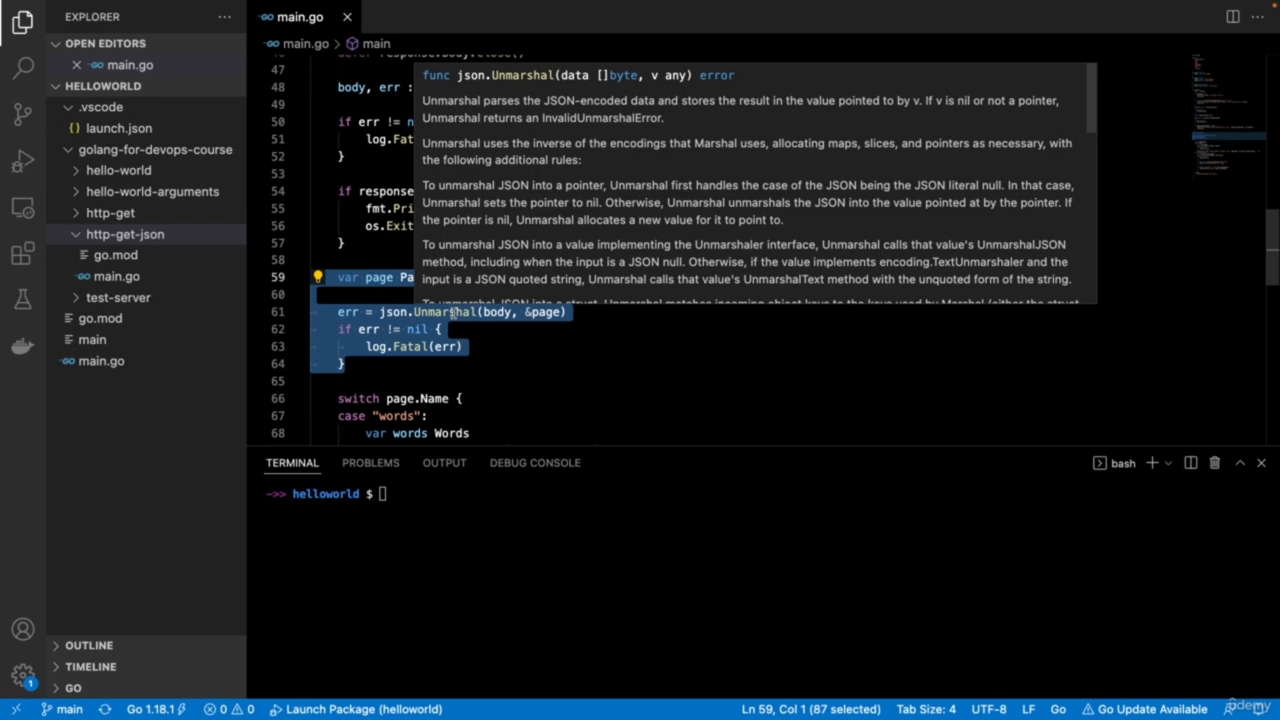 EXPLORER
main.go
OPEN EDITORS
main.go
HELLOWORLD
.vscode
launch.json
golang-for-devops-course
hello-world
hello-world-arguments
http-get
http-get-json
go.mod
main.go
test-server
go.mod
main
main.go
OUTLINE
TIMELINE
GO
main.go > main
47
48 body, err :
49
50 if err != n
51 log.Fat
52 }
53
54 if response
55 fmt.Pri
56 os.Exit
57 }
58
59 var page Pa
60
61 err = json.Unmarshal(body, &page)
62 if err != nil {
63 log.Fatal(err)
64 }
65
66 switch page.Name {
67 case "words":
68 var words Words
func json.Unmarshal(data []byte, v any) error
Unmarshal parses the JSON-encoded data and stores the result in the value pointed to by v. If v is nil or not a pointer,
Unmarshal returns an InvalidUnmarshalError.
Unmarshal uses the inverse of the encodings that Marshal uses, allocating maps, slices, and pointers as necessary, with
the following additional rules:
To unmarshal JSON into a pointer, Unmarshal first handles the case of the JSON being the JSON literal null. In that case,
Unmarshal sets the pointer to nil. Otherwise, Unmarshal unmarshals the JSON into the value pointed at by the pointer. If
the pointer is nil, Unmarshal allocates a new value for it to point to.
To unmarshal JSON into a value implementing the Unmarshaler interface, Unmarshal calls that value's UnmarshalJSON
method, including when the input is a JSON null. Otherwise, if the value implements encoding.TextUnmarshaler and the
input is a JSON quoted string, Unmarshal calls that value's UnmarshalText method with the unquoted form of the string.
TERMINAL PROBLEMS OUTPUT DEBUG CONSOLE
bash
->> helloworld $
1
main Go 1.18.1 0 0 Launch Package (helloworld) Ln 59, Col 1 (87 selected) Tab Size: 4 UTF-8 LF Go Go Update Available
udemy